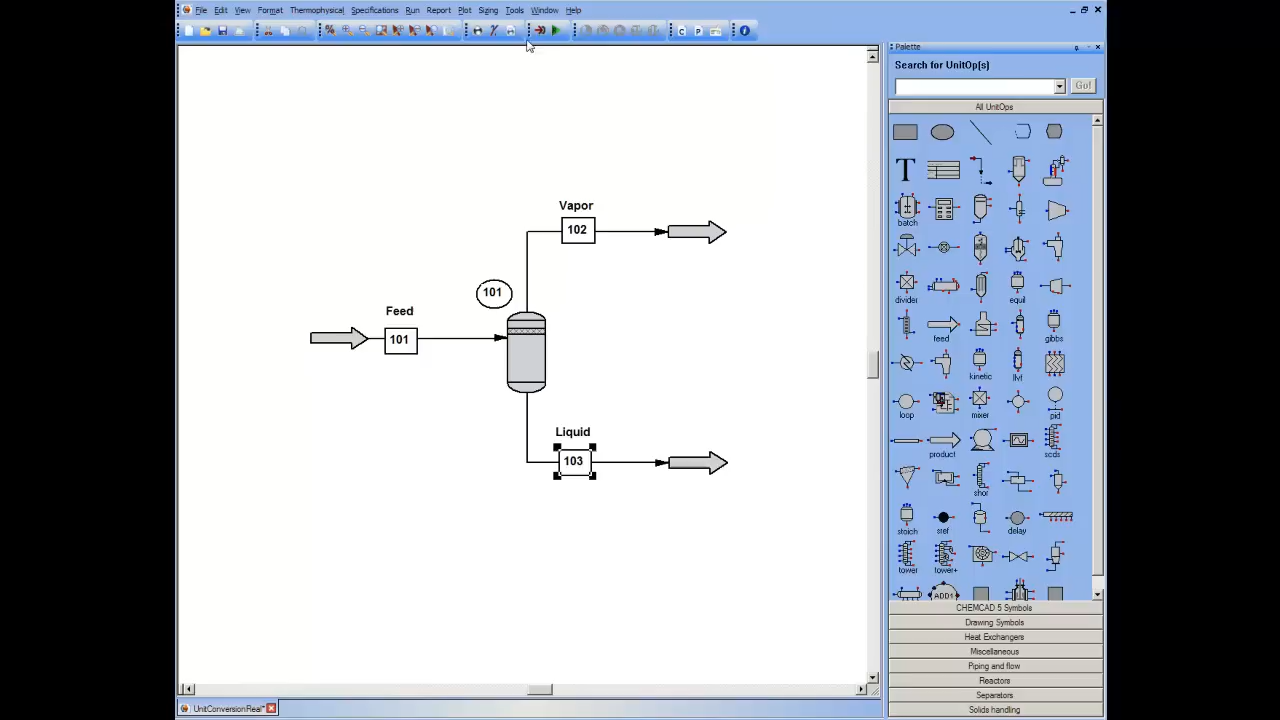 File Edit View Format Thermophysical Specifications Run Report Plot Sizing Tools Window Help
Palette
Search for UnitOp(s)
Go!
All UnitOps
T
batch
divider
equil
feed
gibbs
kinetic
llvf
loop
mixer
pid
product
scds
shor
stoich
sref
delay
tower
tower+
ADD1
CHEMCAD 5 Symbols
Drawing Symbols
Heat Exchangers
Miscellaneous
Piping and flow
Reactors
Separators
Solids handling
Vapor
102
101
Feed
101
Liquid
103
UnitConversionReal*